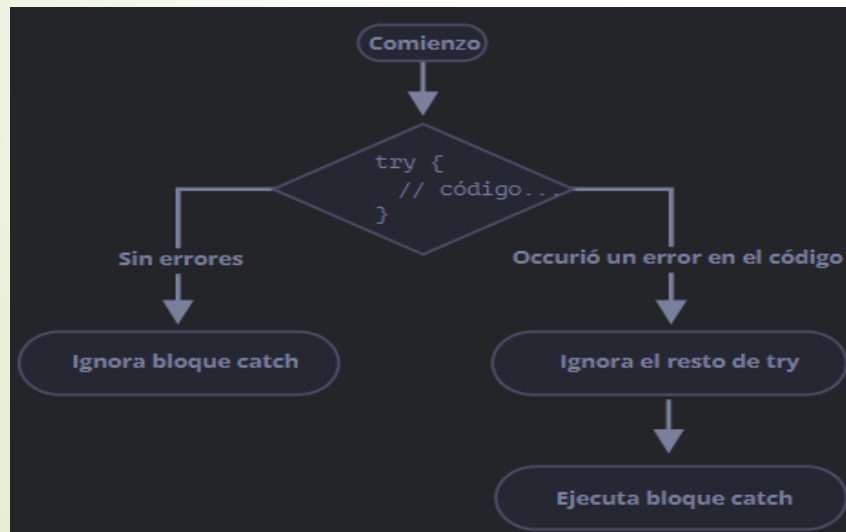 Comienzo
try {
// código...
}
Sin errores
Occurió un error en el código
Ignora bloque catch
Ignora el resto de try
Ejecuta bloque catch